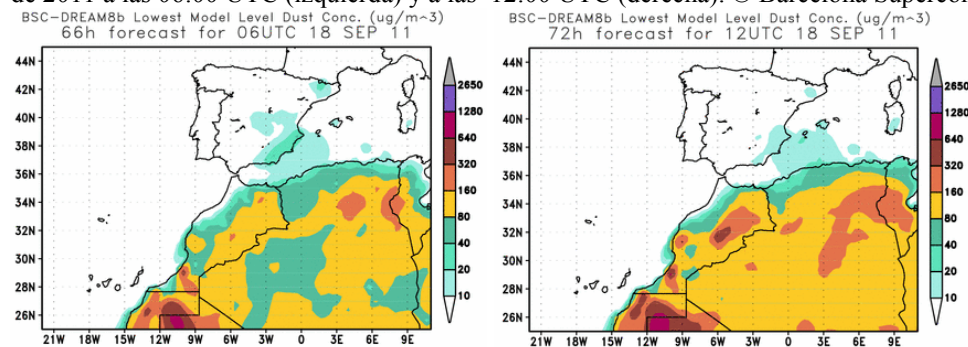 de 2011 a las 06:00 UTC (izquierda) y a las 12:00 UTC (derecha). © Barcelona Supercom
BSC-DREAM8b Lowest Model Level Dust Conc. (ug/m^3)
66h forecast for 06UTC 18 SEP 11
44N
42N
40N
38N
36N
34N
32N
30N
28N
26N
21W 18W 15W 12W 9W 6W 3W 0 3E 6E 9E
2650
1280
640
320
160
80
40
20
10
BSC-DREAM8b Lowest Model Level Dust Conc. (ug/m^3)
72h forecast for 12UTC 18 SEP 11
44N
42N
40N
38N
36N
34N
32N
30N
28N
26N
21W 18W 15W 12W 9W 6W 3W 0 3E 6E 9E
2650
1280
640
320
160
80
40
20
10